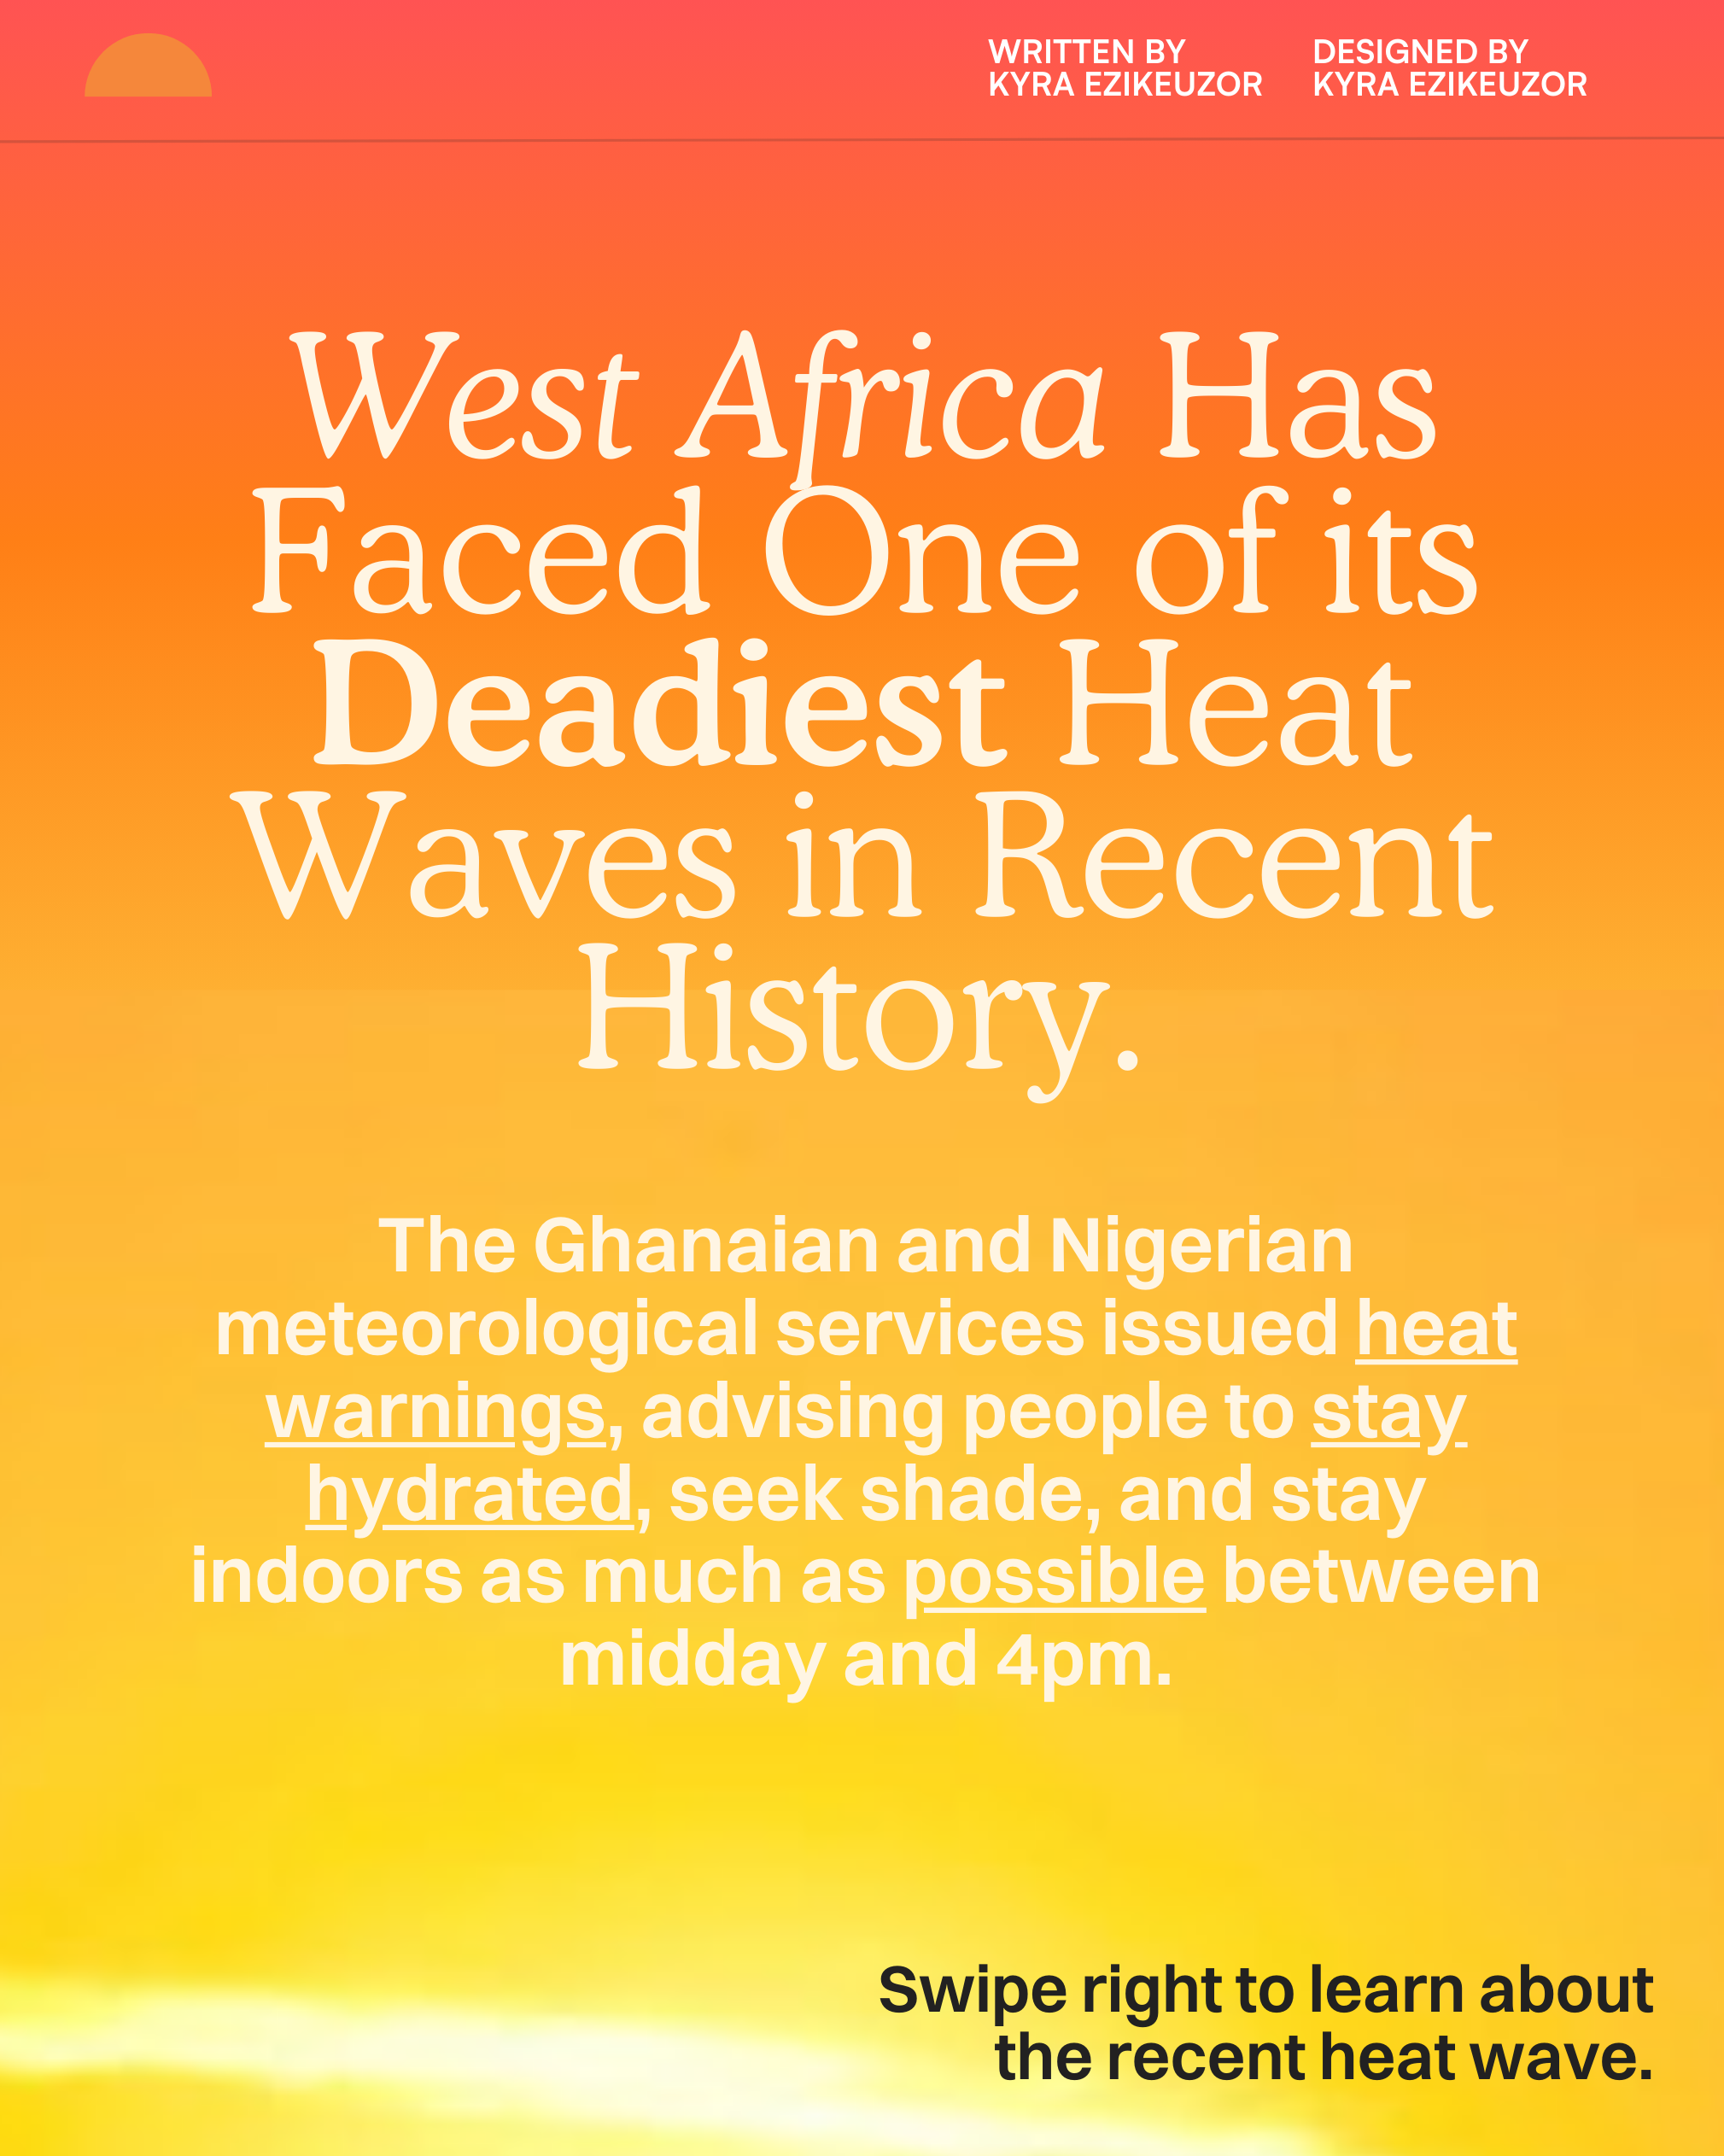 WRITTEN BY
KYRA EZIKEUZOR
DESIGNED BY
KYRA EZIKEUZOR
West Africa Has
Faced One of its
Deadiest Heat
Waves in Recent
History.
The Ghanaian and Nigerian
meteorological services issued heat
warnings, advising people to stay
hydrated, seek shade, and stay
indoors as much as possible between
midday and 4pm.
Swipe right to learn about
the recent heat wave.